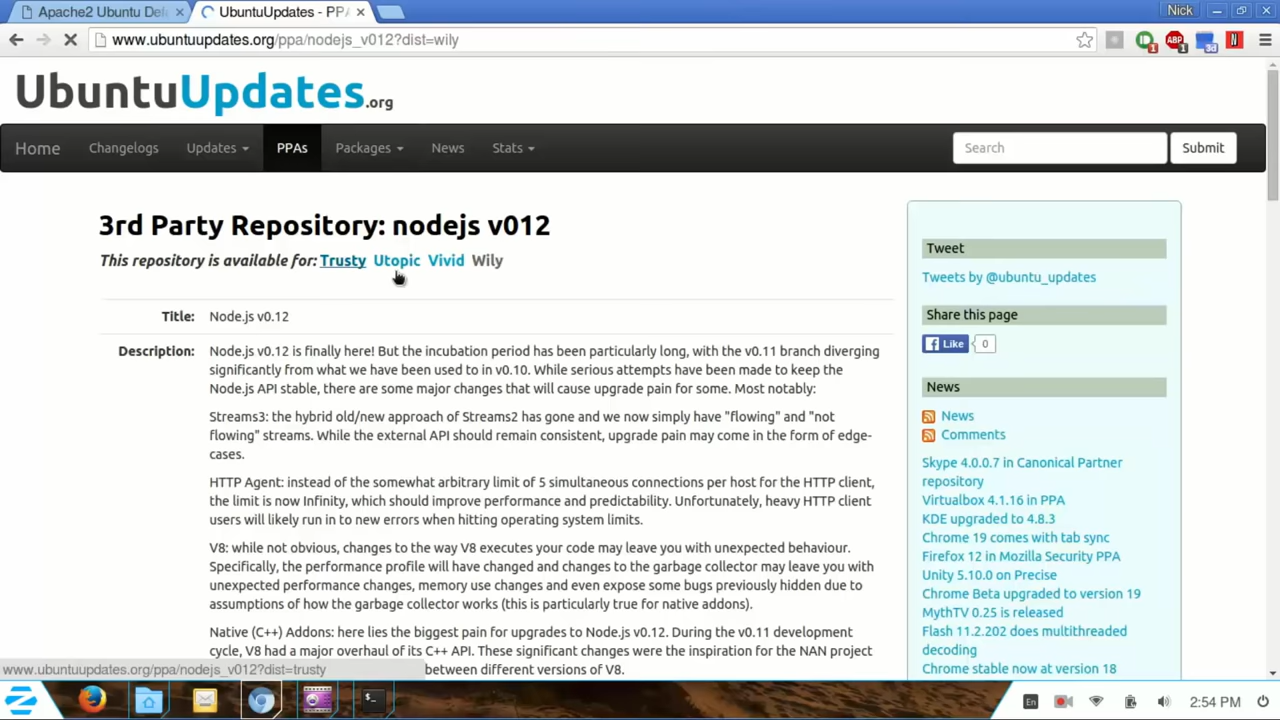 Apache2 Ubuntu Def
UbuntuUpdates - PPA
Nick
www.ubuntuupdates.org/ppa/nodejs_v012?dist=wily
1
ABP
1
3d
N
UbuntuUpdates.org
Home
Changelogs
Updates
PPAs
Packages
News
Stats
Search
Submit
3rd Party Repository: nodejs v012
This repository is available for: Trusty Utopic Vivid Wily
Title: Node.js v0.12
Description: Node.js v0.12 is finally here! But the incubation period has been particularly long, with the v0.11 branch diverging
significantly from what we have been used to in v0.10. While serious attempts have been made to keep the
Node.js API stable, there are some major changes that will cause upgrade pain for some. Most notably:
Streams3: the hybrid old/new approach of Streams2 has gone and we now simply have "flowing" and "not
flowing" streams. While the external API should remain consistent, upgrade pain may come in the form of edge-
cases.
HTTP Agent: instead of the somewhat arbitrary limit of 5 simultaneous connections per host for the HTTP client,
the limit is now Infinity, which should improve performance and predictability. Unfortunately, heavy HTTP client
users will likely run in to new errors when hitting operating system limits.
V8: while not obvious, changes to the way V8 executes your code may leave you with unexpected behaviour.
Specifically, the performance profile will have changed and changes to the garbage collector may leave you with
unexpected performance changes, memory use changes and even expose some bugs previously hidden due to
assumptions of how the garbage collector works (this is particularly true for native addons).
Native (C++) Addons: here lies the biggest pain for upgrades to Node.js v0.12. During the v0.11 development
cycle, V8 had a major overhaul of its C++ API. These significant changes were the inspiration for the NAN project
between different versions of V8.
Tweet
Tweets by @ubuntu_updates
Share this page
Like
0
News
News
Comments
Skype 4.0.0.7 in Canonical Partner
repository
Virtualbox 4.1.16 in PPA
KDE upgraded to 4.8.3
Chrome 19 comes with tab sync
Firefox 12 in Mozilla Security PPA
Unity 5.10.0 on Precise
Chrome Beta upgraded to version 19
MythTV 0.25 is released
Flash 11.2.202 does multithreaded
decoding
Chrome stable now at version 18
www.ubuntuupdates.org/ppa/nodejs_v012?dist=trusty
En
2:54 PM